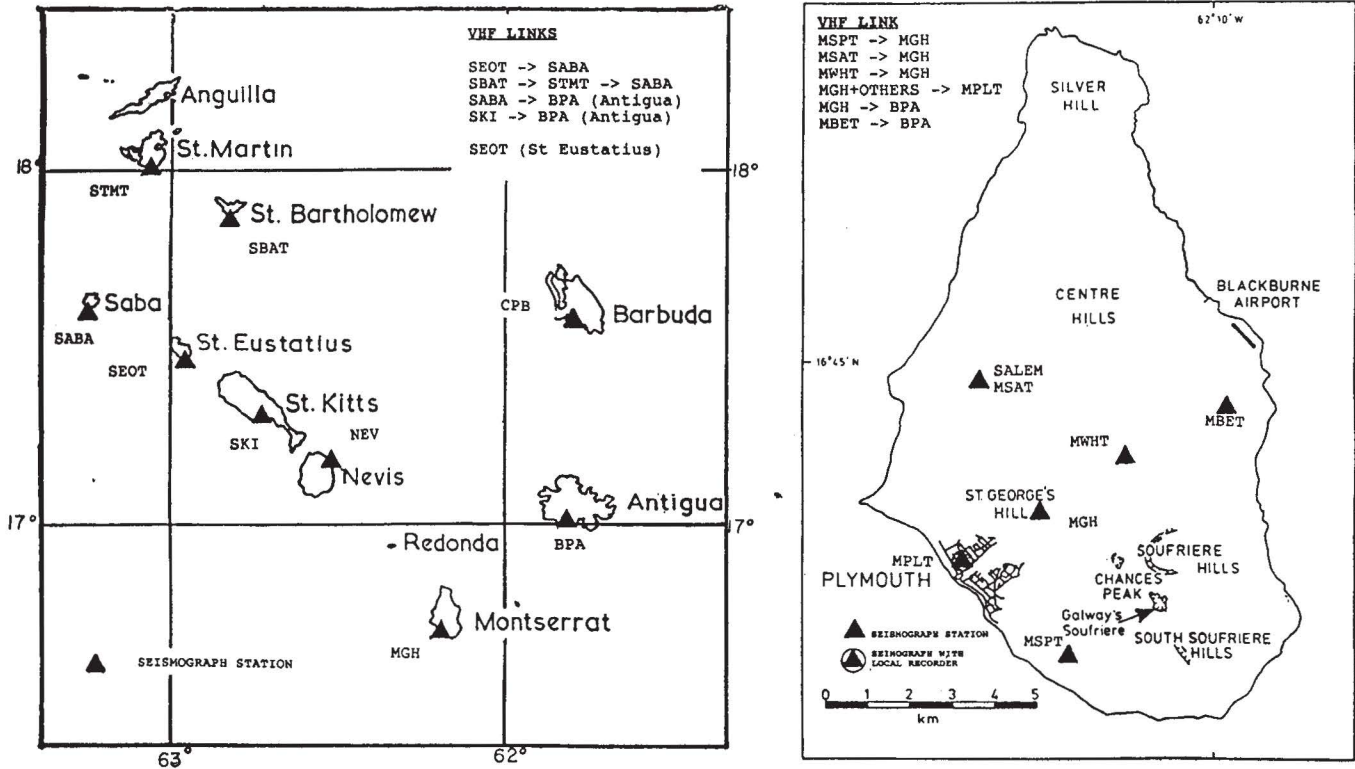 VHF LINKS
SEOT -> SABA
SBAT -> STMT -> SABA
SABA -> BPA (Antigua)
SKI -> BPA (Antigua)
SEOT (St Eustatius)
Anguilla
St. Martin
18°
18°
STMT
St. Bartholomew
SBAT
Saba
CPB
Barbuda
SABA
St. Eustatius
SEOT
St. Kitts
SKI
NEV
Nevis
Antigua
17°
17°
BPA
Redonda
Montserrat
MGH
SEISMOGRAPH STATION
63°
62°
VHF LINK
MSPT -> MGH
MSAT -> MGH
MWHT -> MGH
MGH+OTHERS -> MPLT
MGH -> BPA
MBET -> BPA
62°10'W
SILVER
HILL
CENTRE
HILLS
BLACKBURNE
AIRPORT
16°45'N
SALEM
MSAT
MBET
MWHT
ST. GEORGE'S
HILL
MGH
MPLT
PLYMOUTH
SOUFRIERE
HILLS
CHANCES
PEAK
Galway's
Soufriere
SEISMOGRAPH STATION
MSPT
SOUTH SOUFRIERE
HILLS
SEIMOGRAPH WITH
LOCAL RECORDER
0 1 2 3 4 5
km